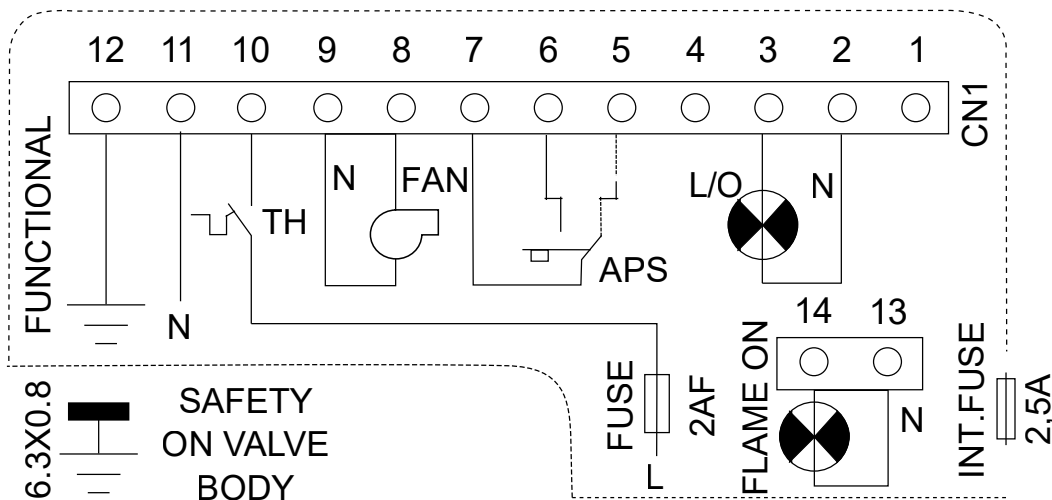 12 11 10 9 8 7 6 5 4 3 2 1
CN1
FUNCTIONAL
N FAN
L/O N
TH
APS
N
14 13
FLAME ON
N
FUSE
2AF
L
INT.FUSE
2,5A
6.3X0.8
SAFETY
ON VALVE
BODY